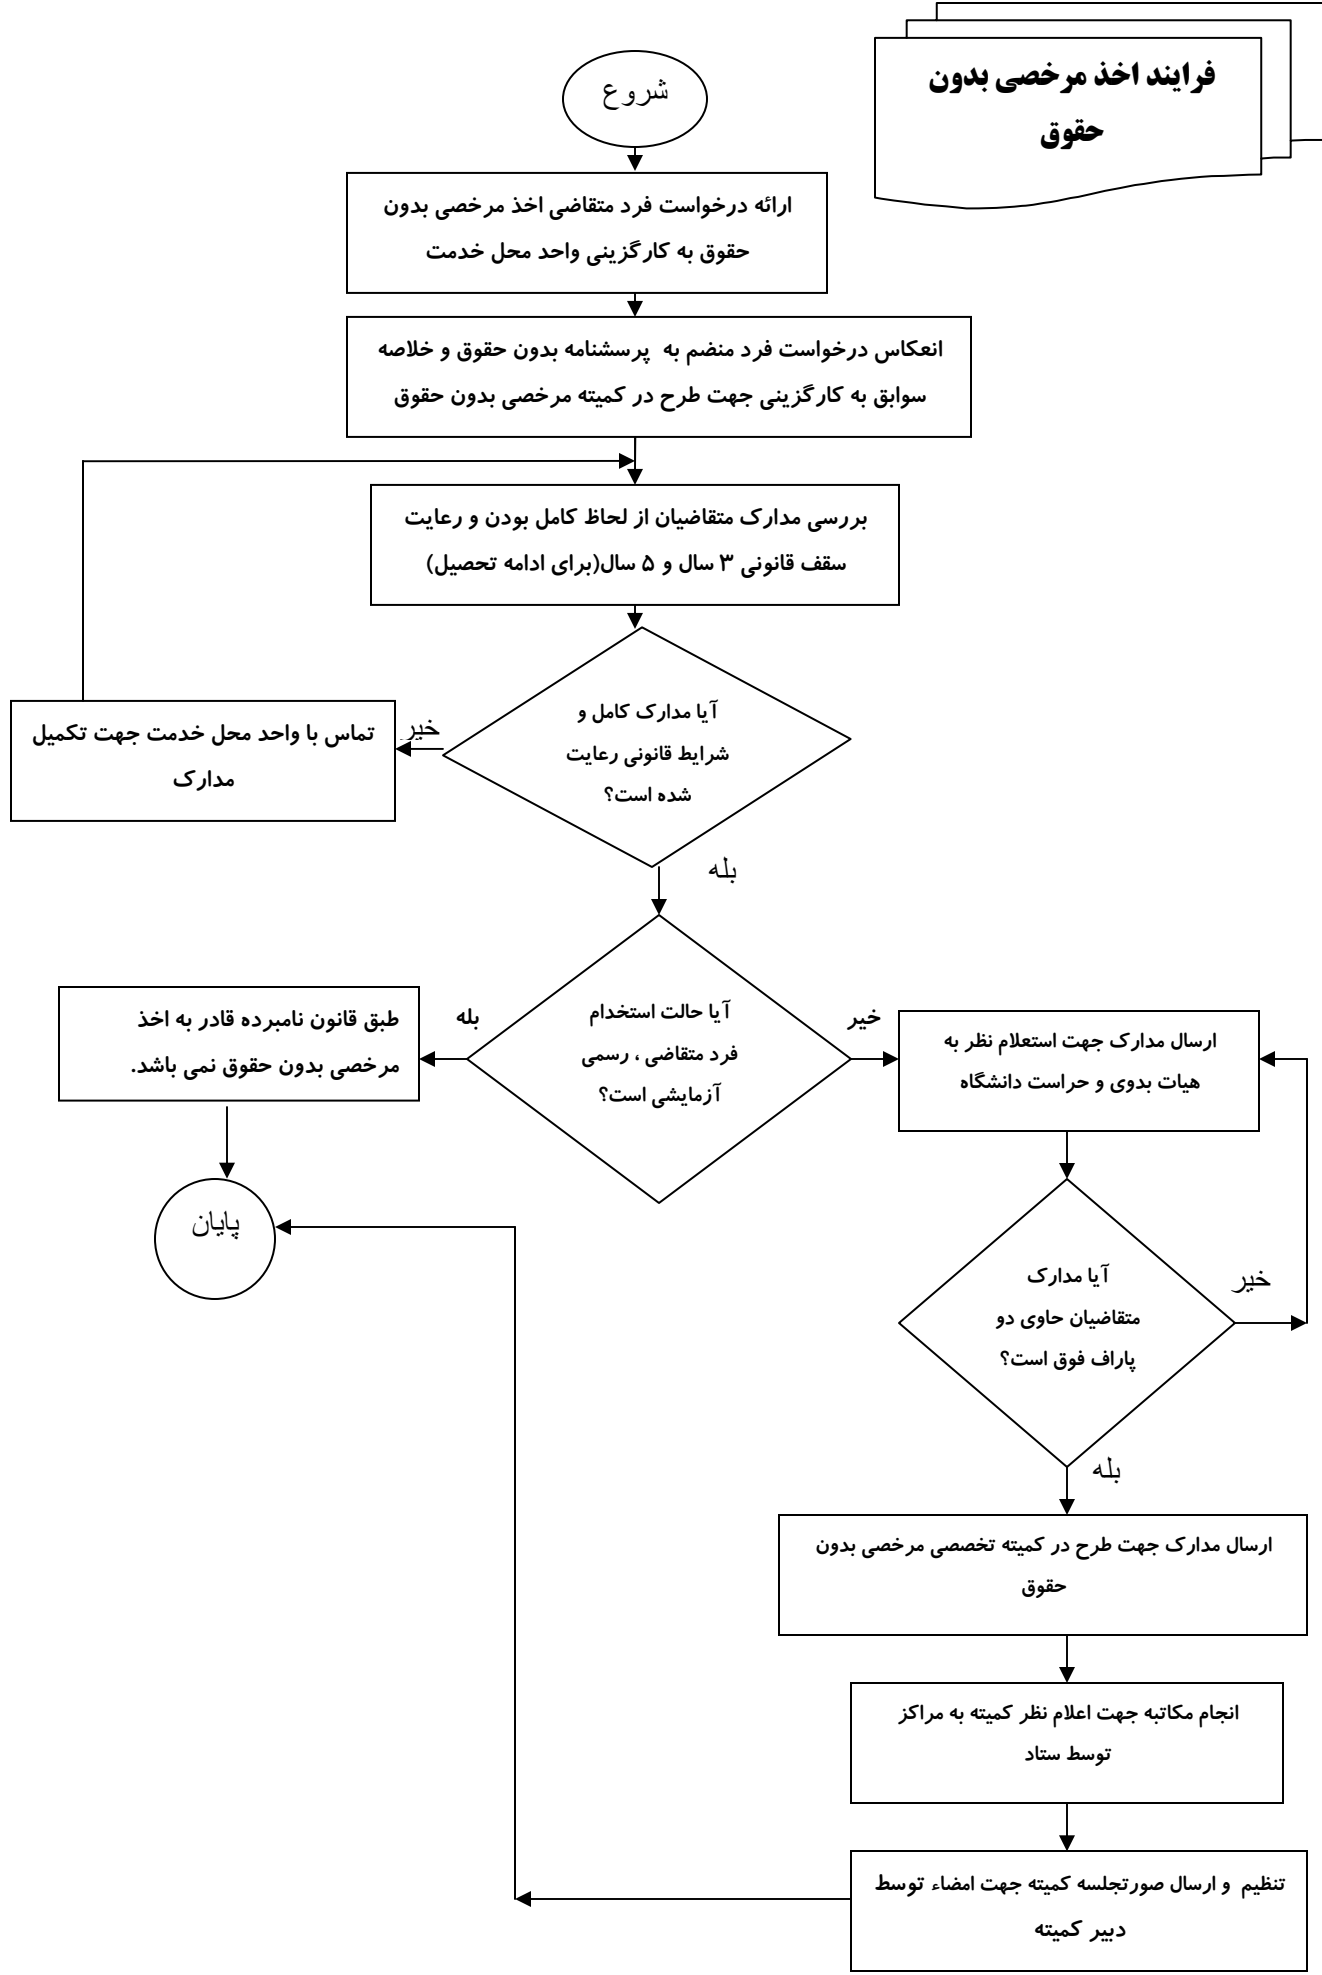 فرایند اخذ مرخصی بدون
حقوق
شروع
ارائه درخواست فرد متقاضی اخذ مرخصی بدون
حقوق به کارگزینی واحد محل خدمت
انعکاس درخواست فرد منضم به پرسشنامه بدون حقوق و خلاصه
سوابق به کارگزینی جهت طرح در کمیته مرخصی بدون حقوق
بررسی مدارک متقاضیان از لحاظ کامل بودن و رعایت
سقف قانونی ۳ سال و ۵ سال(برای ادامه تحصیل)
آیا مدارک کامل و
شرایط قانونی رعایت
شده است؟
خیر
تماس با واحد محل خدمت جهت تکمیل
مدارک
بله
آیا حالت استخدام
فرد متقاضی ، رسمی
آزمایشی است؟
بله
طبق قانون نامبرده قادر به اخذ
مرخصی بدون حقوق نمی باشد.
پایان
خیر
ارسال مدارک جهت استعلام نظر به
هیات بدوی و حراست دانشگاه
آیا مدارک
متقاضیان حاوی دو
پاراف فوق است؟
خیر
بله
ارسال مدارک جهت طرح در کمیته تخصصی مرخصی بدون
حقوق
انجام مکاتبه جهت اعلام نظر کمیته به مراکز
توسط ستاد
تنظیم و ارسال صورتجلسه کمیته جهت امضاء توسط
دبیر کمیته